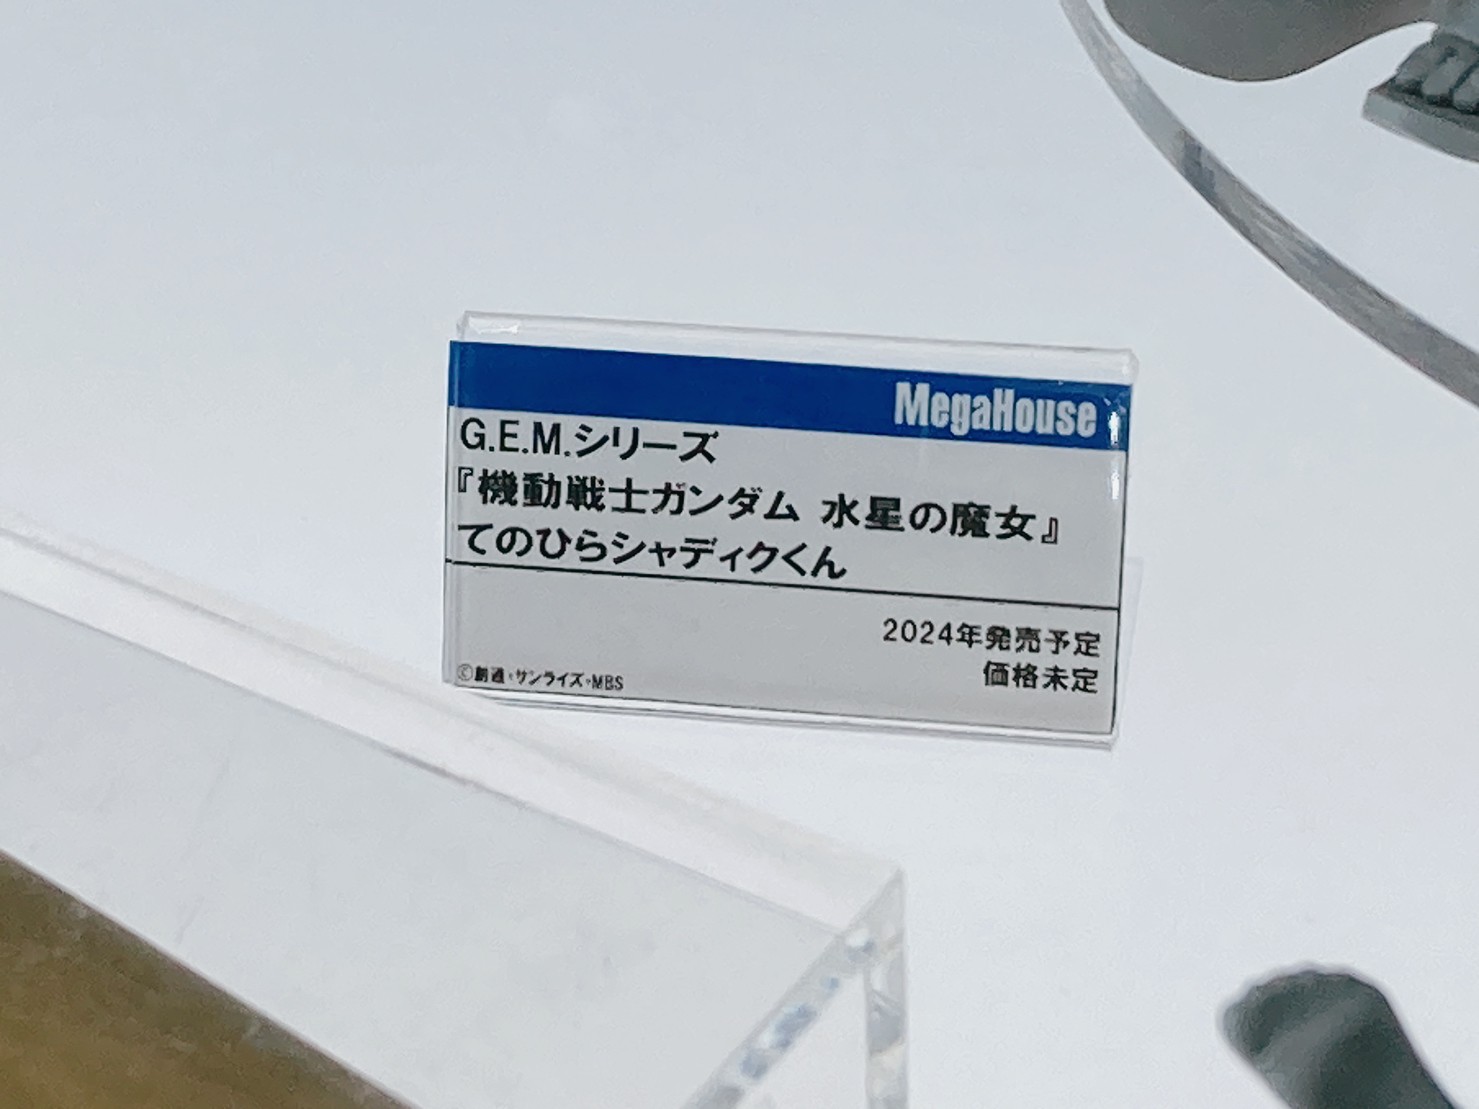 MegaHouse
G.E.M.シリーズ
『機動戦士ガンダム 水星の魔女』
てのひらシャディクくん
2024年発売予定
価格未定
©創通・サンライズ・MBS